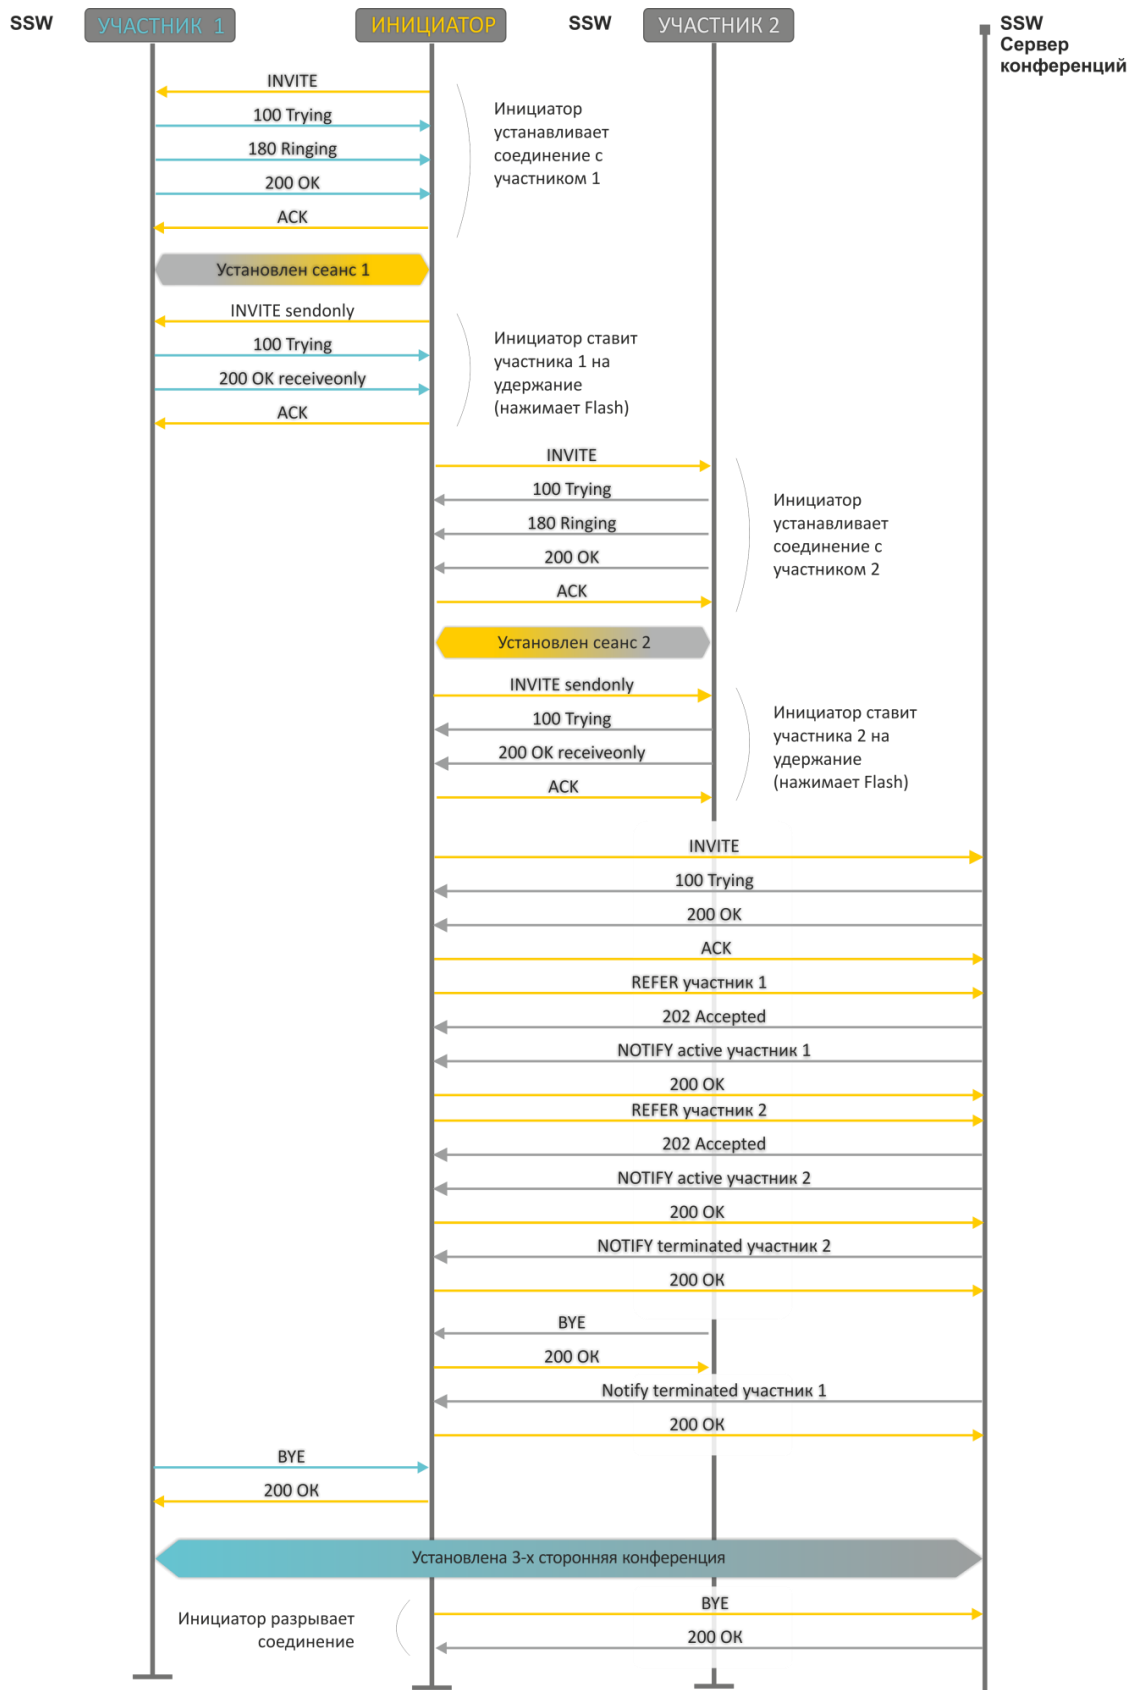 SSW
УЧАСТНИК 1
ИНИЦИАТОР
SSW
УЧАСТНИК 2
SSW
Сервер
конференций
INVITE
100 Trying
180 Ringing
200 OK
ACK
Инициатор
устанавливает
соединение с
участником 1
Установлен сеанс 1
INVITE sendonly
100 Trying
200 OK receiveonly
ACK
Инициатор ставит
участника 1 на
удержание
(нажимает Flash)
INVITE
100 Trying
180 Ringing
200 OK
ACK
Инициатор
устанавливает
соединение с
участником 2
Установлен сеанс 2
INVITE sendonly
100 Trying
200 OK receiveonly
ACK
Инициатор ставит
участника 2 на
удержание
(нажимает Flash)
INVITE
100 Trying
200 OK
ACK
REFER участник 1
202 Accepted
NOTIFY active участник 1
200 OK
REFER участник 2
202 Accepted
NOTIFY active участник 2
200 OK
NOTIFY terminated участник 2
200 OK
BYE
200 OK
Notify terminated участник 1
200 OK
BYE
200 OK
Установлена 3-х сторонняя конференция
Инициатор разрывает
соединение
BYE
200 OK